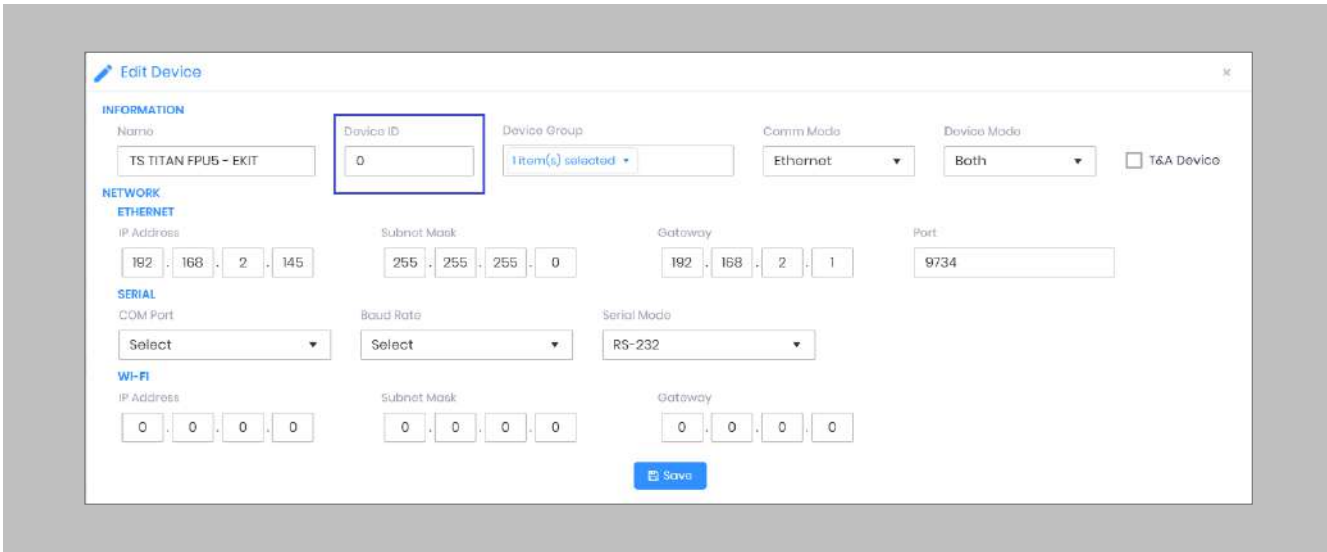 Edit Device ×
INFORMATION
Name Device ID Device Group Comm Mode Device Mode
TS TITAN FPU5 - EKIT 0 1 item(s) selected Ethernet Both T&A Device
NETWORK
ETHERNET
IP Address Subnet Mask Gateway Port
192 . 168 . 2 . 145 255 . 255 . 255 . 0 192 . 168 . 2 . 1 9734
SERIAL
COM Port Baud Rate Serial Mode
Select Select RS-232
WI-FI
IP Address Subnet Mask Gateway
0 . 0 . 0 . 0 0 . 0 . 0 . 0 0 . 0 . 0 . 0
Save